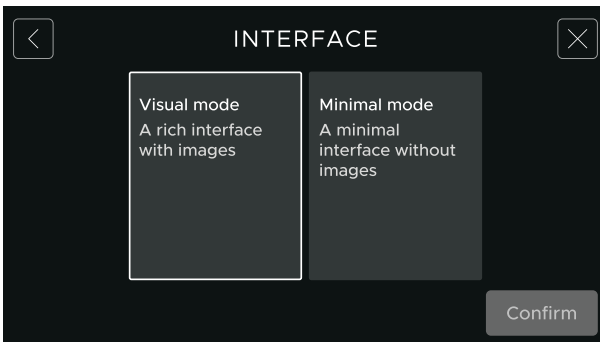 INTERFACE
Visual mode
A rich interface
with images
Minimal mode
A minimal
interface without
images
Confirm